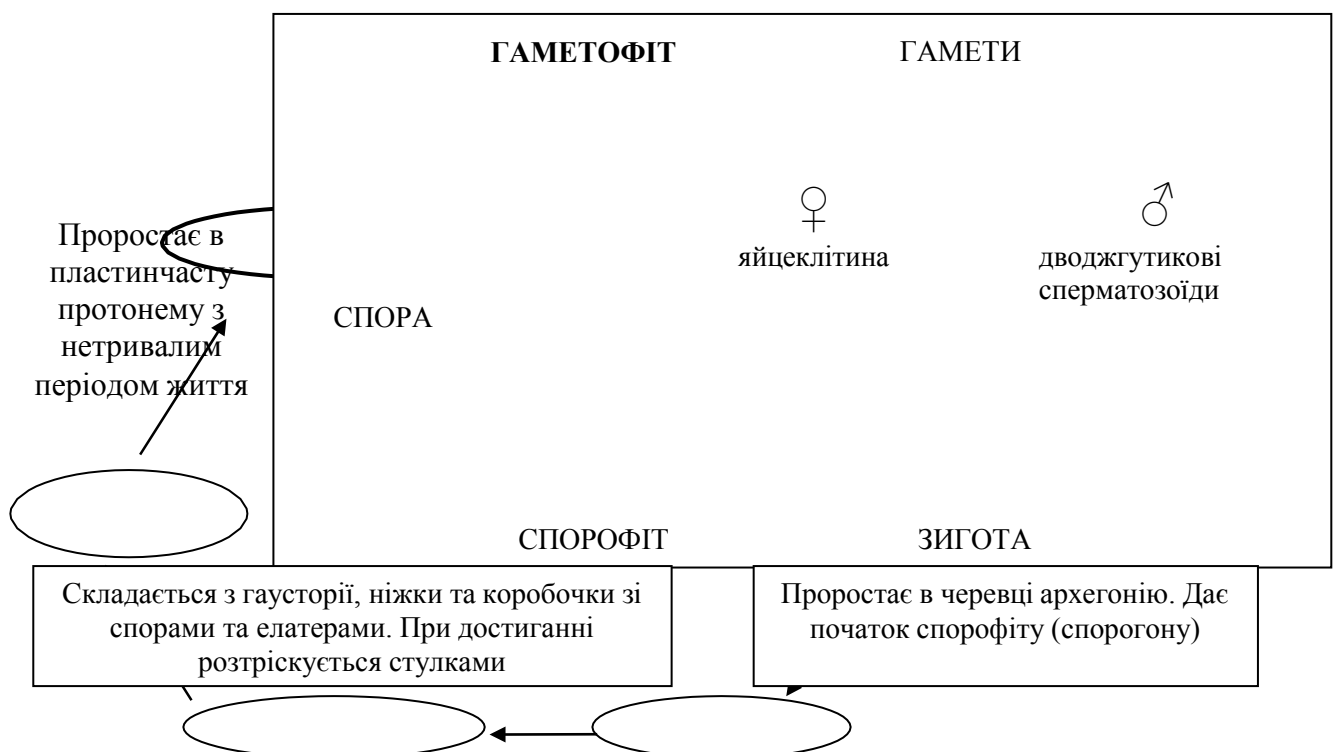 ГАМЕТОФІТ ГАМЕТИ
♀ ♂
яйцеклітина
дводжгутикові
сперматозоїди
Проростає в
пластинчасту
протонему з
нетривалим
періодом життя
СПОРА
СПОРОФІТ ЗИГОТА
Складається з гаусторії, ніжки та коробочки зі
спорами та елатерами. При достиганні
розтріскується стулками
Проростає в черевці архегонію. Дає
початок спорофіту (спорогону)